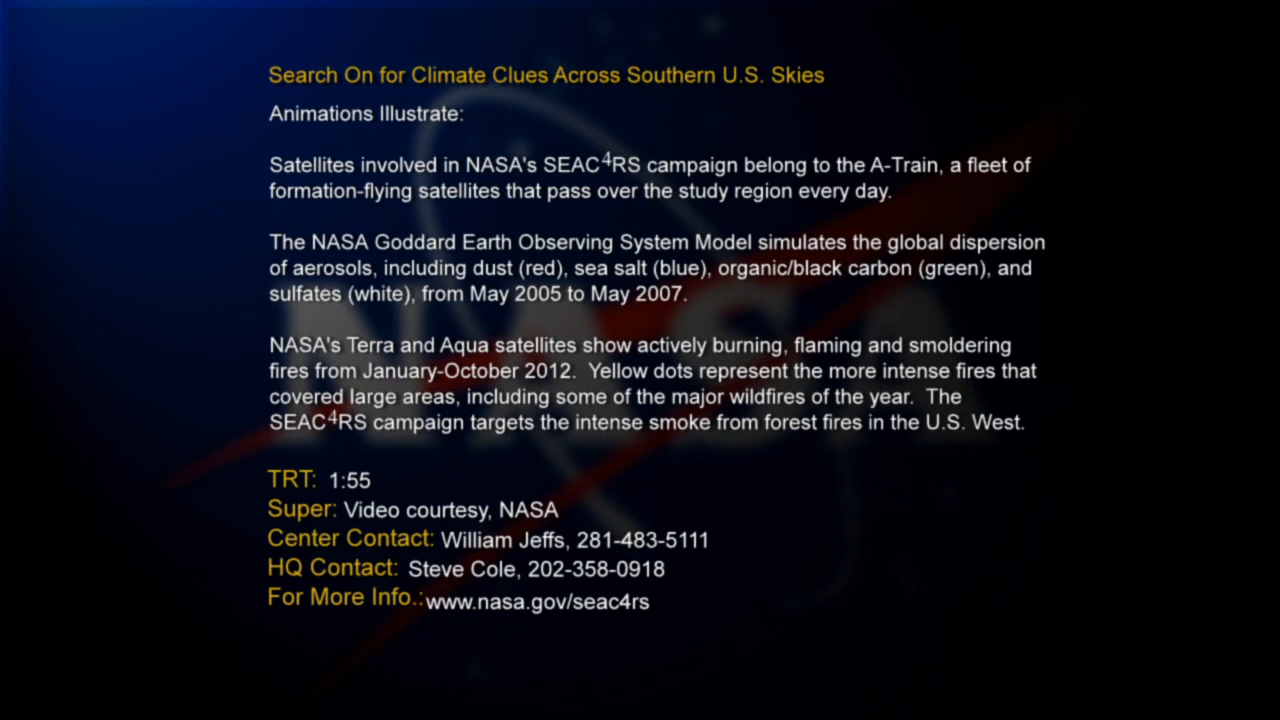 Search On for Climate Clues Across Southern U.S. Skies
Animations Illustrate:
Satellites involved in NASA's SEAC⁴RS campaign belong to the A-Train, a fleet of
formation-flying satellites that pass over the study region every day.
The NASA Goddard Earth Observing System Model simulates the global dispersion
of aerosols, including dust (red), sea salt (blue), organic/black carbon (green), and
sulfates (white), from May 2005 to May 2007.
NASA's Terra and Aqua satellites show actively burning, flaming and smoldering
fires from January-October 2012.  Yellow dots represent the more intense fires that
covered large areas, including some of the major wildfires of the year.  The
SEAC⁴RS campaign targets the intense smoke from forest fires in the U.S. West.
TRT: 1:55
Super: Video courtesy, NASA
Center Contact: William Jeffs, 281-483-5111
HQ Contact: Steve Cole, 202-358-0918
For More Info.: www.nasa.gov/seac4rs
NASA